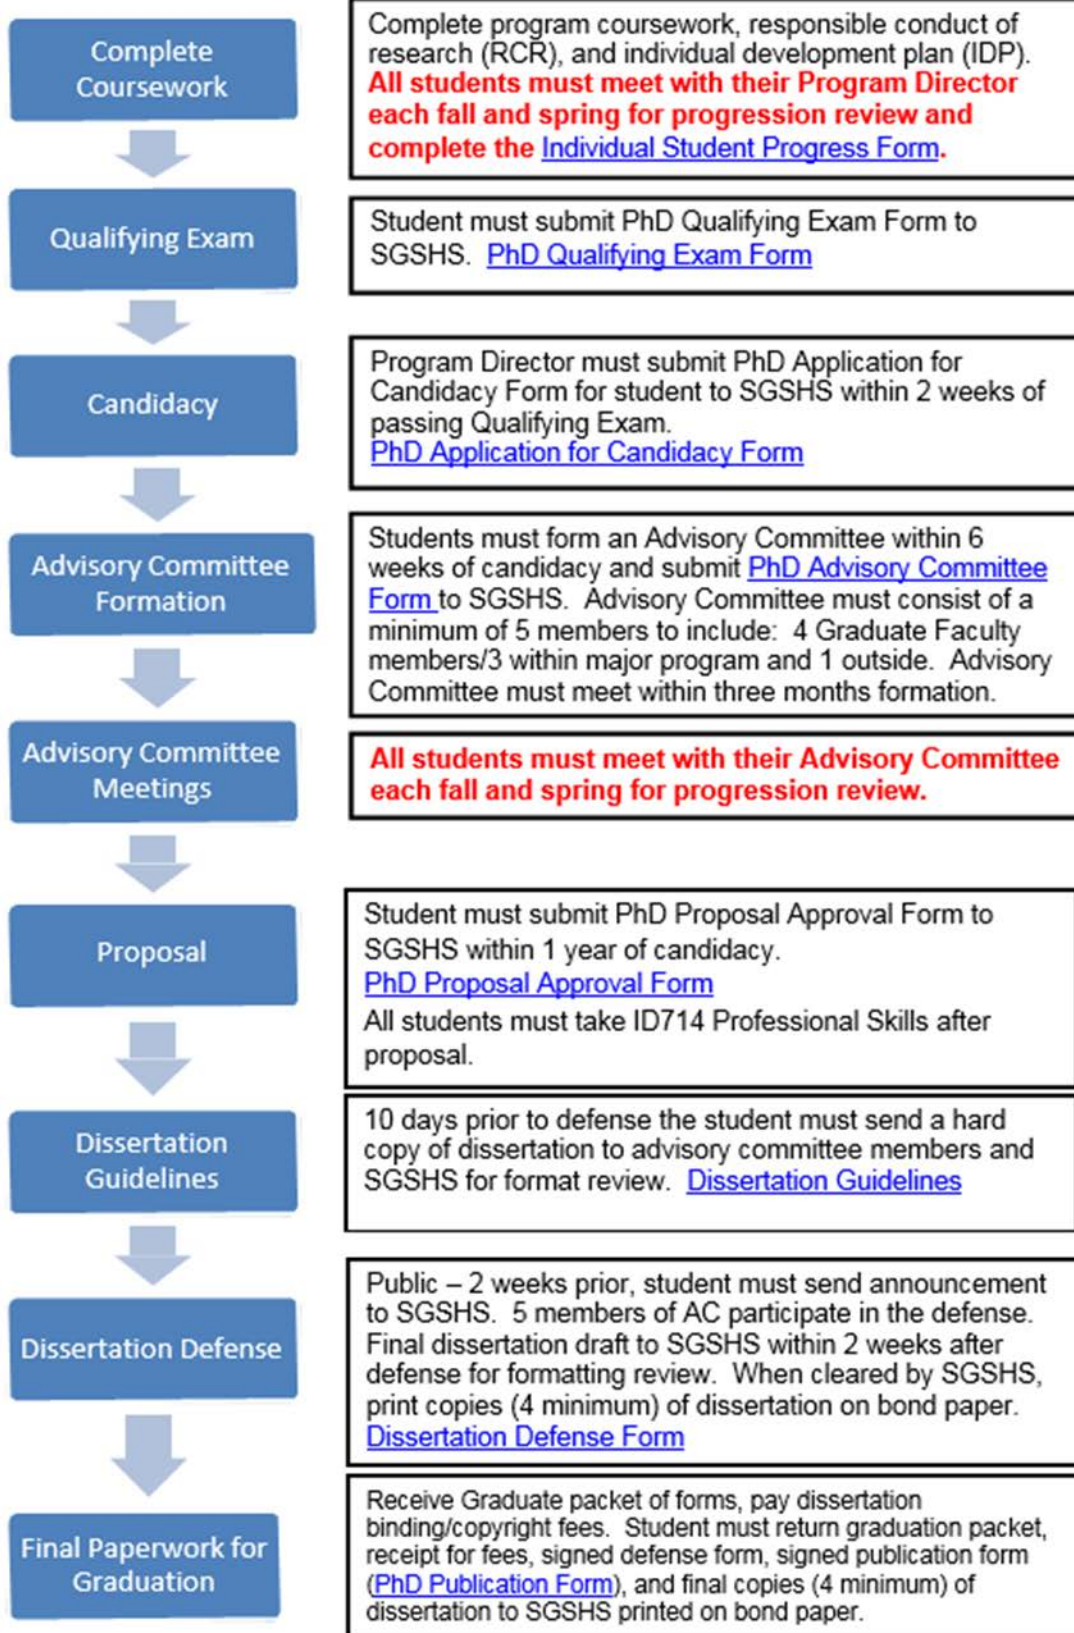 Complete
Coursework
Complete program coursework, responsible conduct of
research (RCR), and individual development plan (IDP).
All students must meet with their Program Director
each fall and spring for progression review and
complete the Individual Student Progress Form.
Qualifying Exam
Student must submit PhD Qualifying Exam Form to
SGSHS.  PhD Qualifying Exam Form
Candidacy
Program Director must submit PhD Application for
Candidacy Form for student to SGSHS within 2 weeks of
passing Qualifying Exam.
PhD Application for Candidacy Form
Advisory Committee
Formation
Students must form an Advisory Committee within 6
weeks of candidacy and submit PhD Advisory Committee
Form to SGSHS.  Advisory Committee must consist of a
minimum of 5 members to include:  4 Graduate Faculty
members/3 within major program and 1 outside.  Advisory
Committee must meet within three months formation.
Advisory Committee
Meetings
All students must meet with their Advisory Committee
each fall and spring for progression review.
Proposal
Student must submit PhD Proposal Approval Form to
SGSHS within 1 year of candidacy.
PhD Proposal Approval Form
All students must take ID714 Professional Skills after
proposal.
Dissertation
Guidelines
10 days prior to defense the student must send a hard
copy of dissertation to advisory committee members and
SGSHS for format review.  Dissertation Guidelines
Dissertation Defense
Public – 2 weeks prior, student must send announcement
to SGSHS.  5 members of AC participate in the defense.
Final dissertation draft to SGSHS within 2 weeks after
defense for formatting review.  When cleared by SGSHS,
print copies (4 minimum) of dissertation on bond paper.
Dissertation Defense Form
Final Paperwork for
Graduation
Receive Graduate packet of forms, pay dissertation
binding/copyright fees.  Student must return graduation packet,
receipt for fees, signed defense form, signed publication form
(PhD Publication Form), and final copies (4 minimum) of
dissertation to SGSHS printed on bond paper.